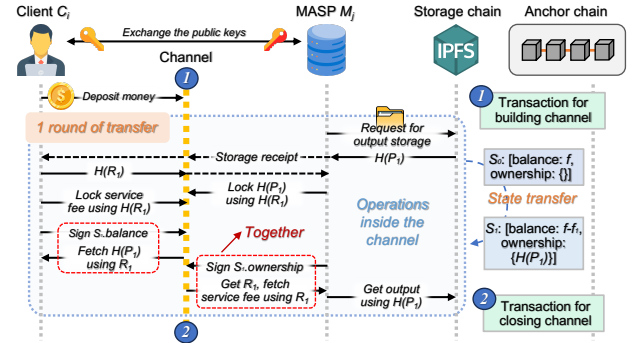 Client Cᵢ
MASP Mⱼ
Storage chain
Anchor chain
Exchange the public keys
IPFS
Channel
1
$
Deposit money
1
Transaction for
building channel
1 round of transfer
Request for
output storage
Storage receipt
H(P₁)
H(R₁)
S₀: [balance: f,
ownership: {}]
Lock service
fee using H(R₁)
Lock H(P₁)
using H(R₁)
Operations
inside the
channel
State transfer
Together
S₁: [balance: f-f₁,
ownership:
{H(P₁)}]
Sign S₁.balance
Fetch H(P₁)
using R₁
Sign S₁.ownership
Get R₁, fetch
service fee using R₁
Get output
using H(P₁)
2
Transaction for
closing channel
2